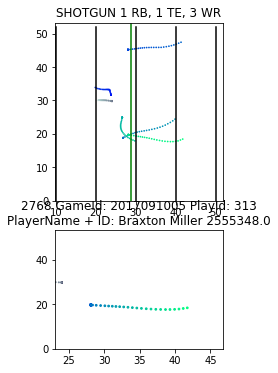 SHOTGUN 1 RB, 1 TE, 3 WR
50
40
30
20
10
0
10 20 30 40 50
2768 GameId: 2017091005 PlayId: 313
PlayerName + ID: Braxton Miller 2555348.0
40
20
0
25 30 35 40 45